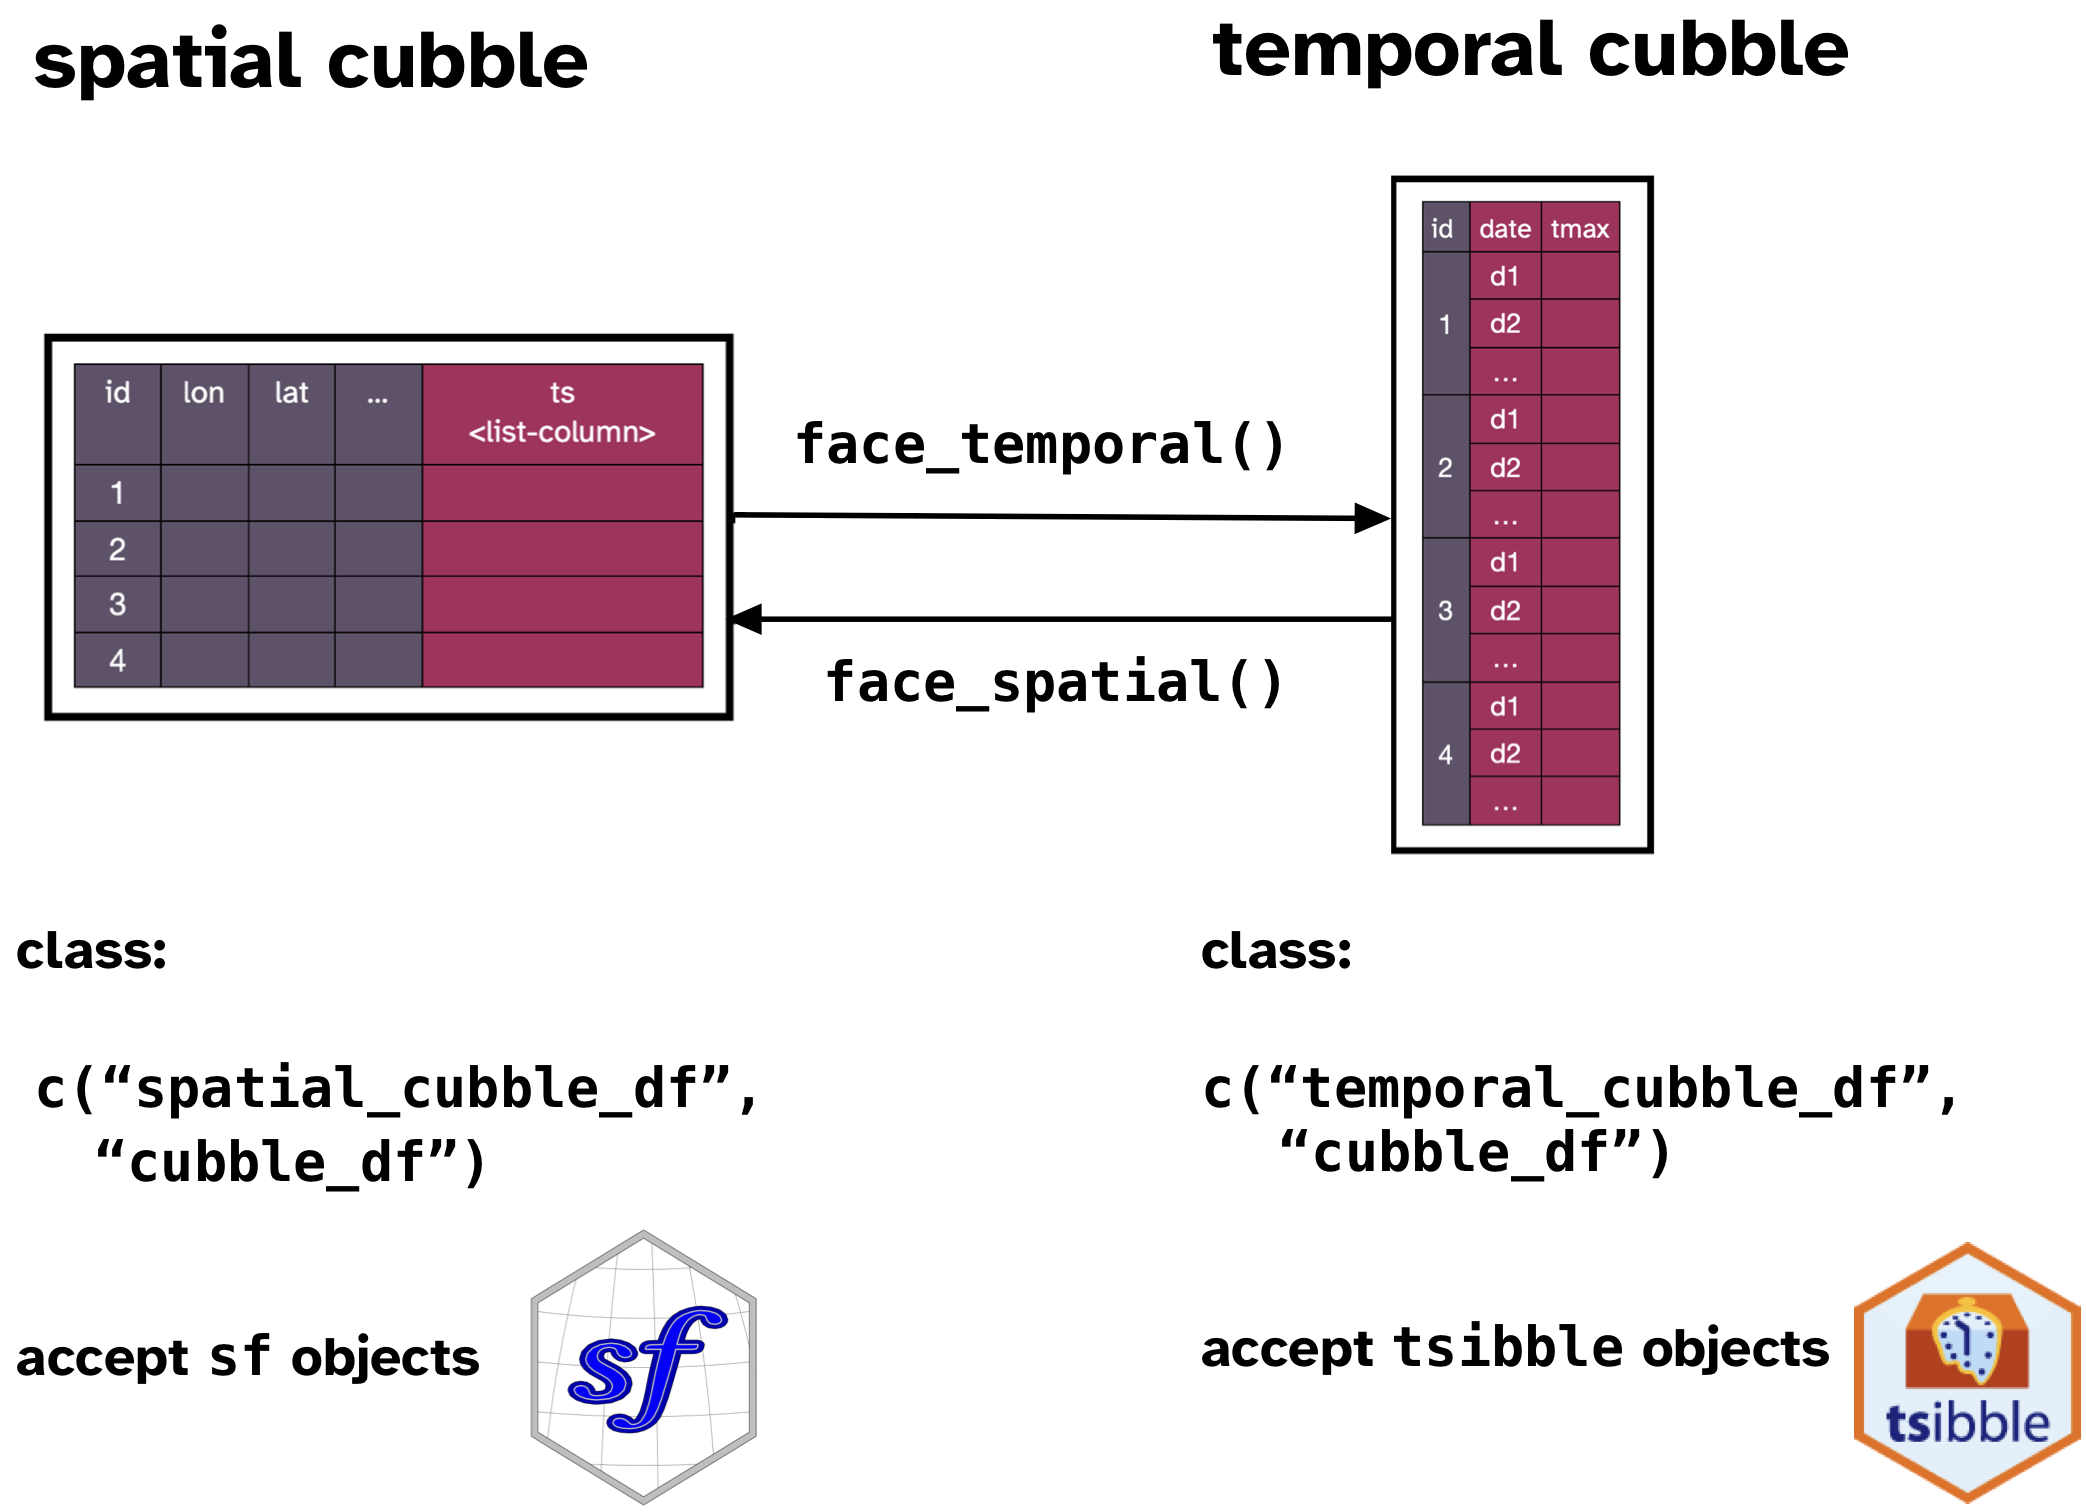 spatial cubble
temporal cubble
id lon lat ... ts
<list-column>
1
2
3
4
face_temporal()
face_spatial()
id date tmax
d1
1 d2
...
d1
2 d2
...
d1
3 d2
...
d1
4 d2
...
class:
c(“spatial_cubble_df”,
“cubble_df”)
accept sf objects
sf
class:
c(“temporal_cubble_df”,
“cubble_df”)
accept tsibble objects
tsibble